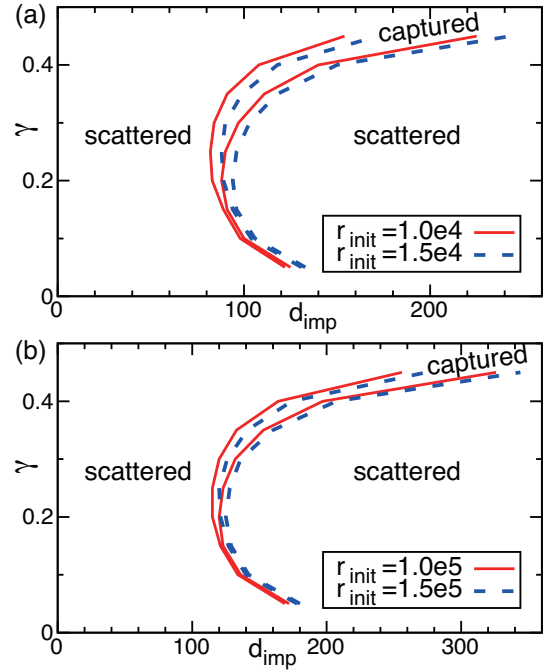 (a)
captured
0.4
scattered
scattered
γ
0.2
r init =1.0e4
r init =1.5e4
0
0
100
d imp
200
(b)
captured
0.4
scattered
scattered
γ
0.2
r init =1.0e5
r init =1.5e5
0
0
100
d imp
200
300